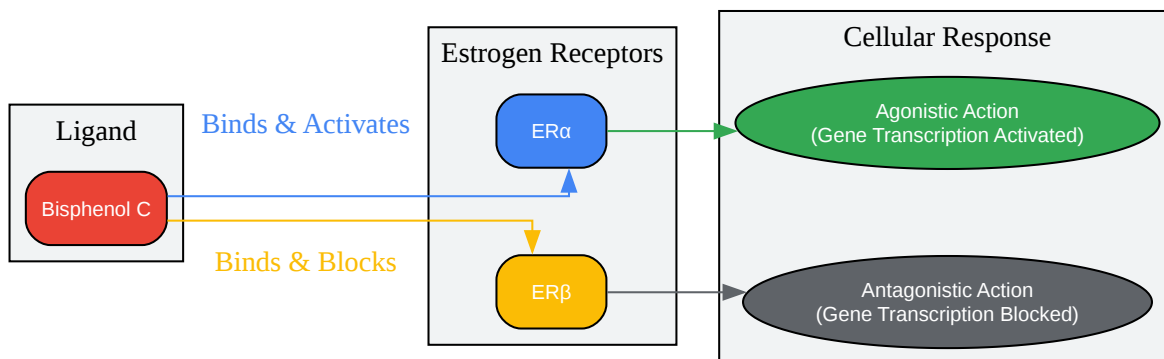 Ligand
Bisphenol C
Binds & Activates
Binds & Blocks
Estrogen Receptors
ERα
ERβ
Cellular Response
Agonistic Action
(Gene Transcription Activated)
Antagonistic Action
(Gene Transcription Blocked)